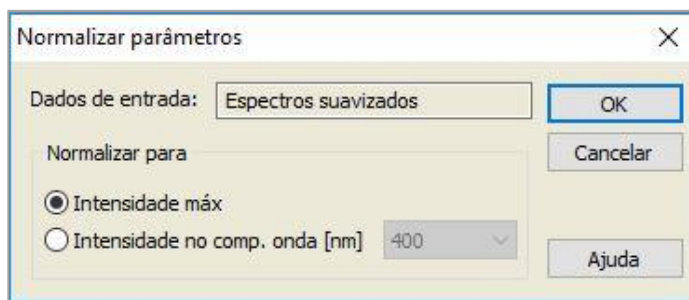 Normalizar parâmetros
Dados de entrada: Espectros suavizados OK
Normalizar para Cancelar
Intensidade máx
Intensidade no comp. onda [nm] 400
Ajuda